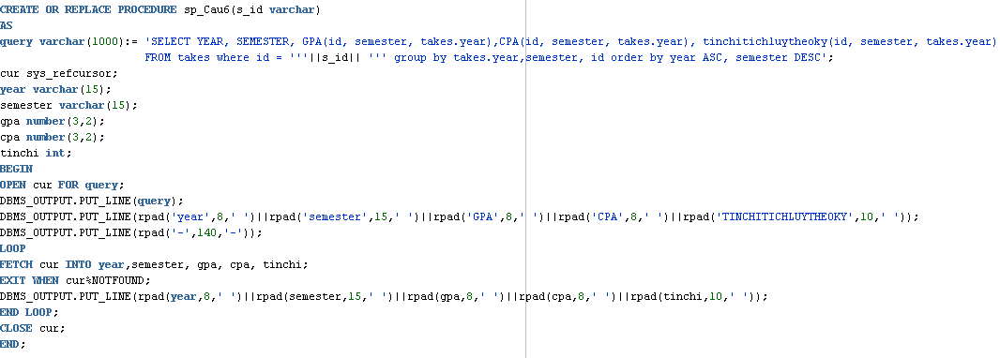 CREATE OR REPLACE PROCEDURE sp_Cau6(s_id varchar)
AS
query varchar(1000):= 'SELECT YEAR, SEMESTER, GPA(id, semester, takes.year),CPA(id, semester, takes.year), tinchitichluytheoky(id, semester, takes.year)
FROM takes where id = '''||s_id|| ''' group by takes.year,semester, id order by year ASC, semester DESC';
cur sys_refcursor;
year varchar(15);
semester varchar(15);
gpa number(3,2);
cpa number(3,2);
tinchi int;
BEGIN
OPEN cur FOR query;
DBMS_OUTPUT.PUT_LINE(query);
DBMS_OUTPUT.PUT_LINE(rpad('year',8,' ')||rpad('semester',15,' ')||rpad('GPA',8,' ')||rpad('CPA',8,' ')||rpad('TINCHITICHLUYTHEOKY',10,' '));
DBMS_OUTPUT.PUT_LINE(rpad('-',140,'-'));
LOOP
FETCH cur INTO year,semester, gpa, cpa, tinchi;
EXIT WHEN cur%NOTFOUND;
DBMS_OUTPUT.PUT_LINE(rpad(year,8,' ')||rpad(semester,15,' ')||rpad(gpa,8,' ')||rpad(cpa,8,' ')||rpad(tinchi,10,' '));
END LOOP;
CLOSE cur;
END;